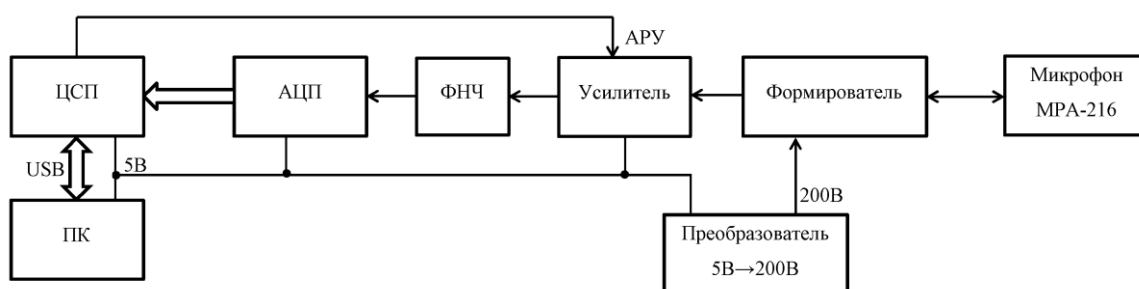 АРУ
ЦСП
АЦП
ФНЧ
Усилитель
Формирователь
Микрофон
МРА-216
USB
5В
200В
ПК
Преобразователь
5В→200В